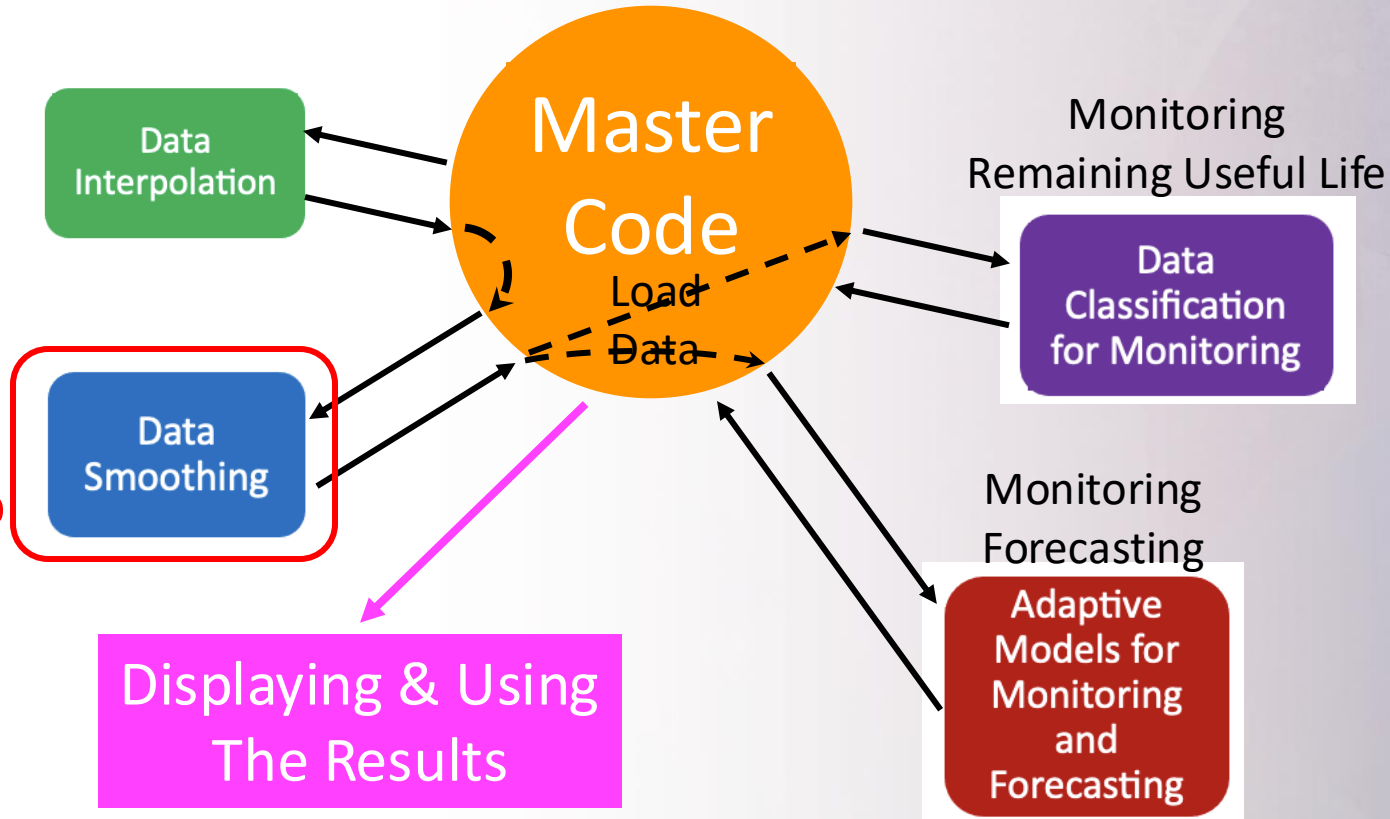 Master
Code
Load
Data
Data
Interpolation
Data
Smoothing
Monitoring
Remaining Useful Life
Data
Classification
for Monitoring
Monitoring
Forecasting
Adaptive
Models for
Monitoring
and
Forecasting
Displaying & Using
The Results